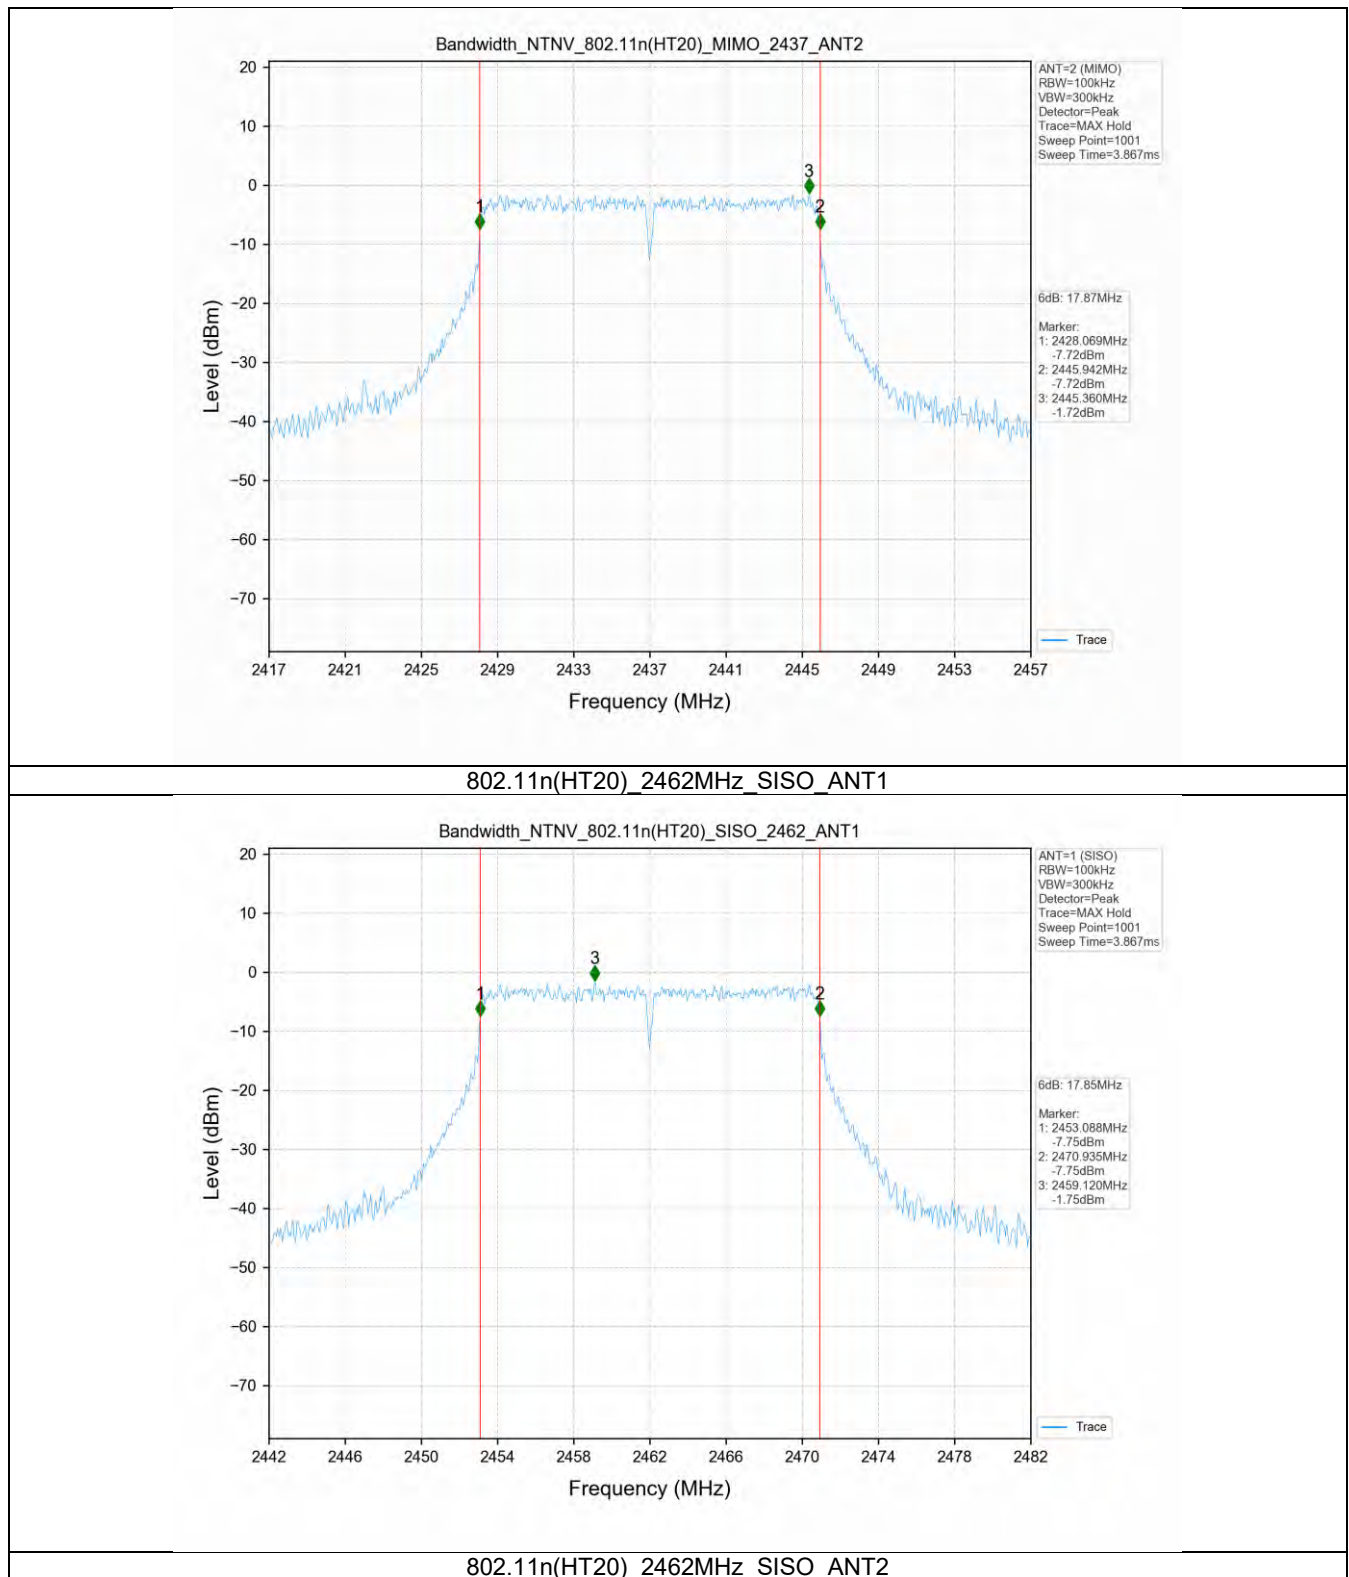 Bandwidth_NTNV_802.11n(HT20)_MIMO_2437_ANT2
20
10
0
−10
−20
−30
−40
−50
−60
−70
Level (dBm)
1
2
3
2417 2421 2425 2429 2433 2437 2441 2445 2449 2453 2457
Frequency (MHz)
ANT=2 (MIMO)
RBW=100kHz
VBW=300kHz
Detector=Peak
Trace=MAX Hold
Sweep Point=1001
Sweep Time=3.867ms
6dB: 17.87MHz
Marker:
1: 2428.069MHz
-7.72dBm
2: 2445.942MHz
-7.72dBm
3: 2445.360MHz
-1.72dBm
Trace
802.11n(HT20)_2462MHz_SISO_ANT1
Bandwidth_NTNV_802.11n(HT20)_SISO_2462_ANT1
20
10
0
−10
−20
−30
−40
−50
−60
−70
Level (dBm)
1
3
2
2442 2446 2450 2454 2458 2462 2466 2470 2474 2478 2482
Frequency (MHz)
ANT=1 (SISO)
RBW=100kHz
VBW=300kHz
Detector=Peak
Trace=MAX Hold
Sweep Point=1001
Sweep Time=3.867ms
6dB: 17.85MHz
Marker:
1: 2453.088MHz
-7.75dBm
2: 2470.935MHz
-7.75dBm
3: 2459.120MHz
-1.75dBm
Trace
802.11n(HT20)_2462MHz_SISO_ANT2